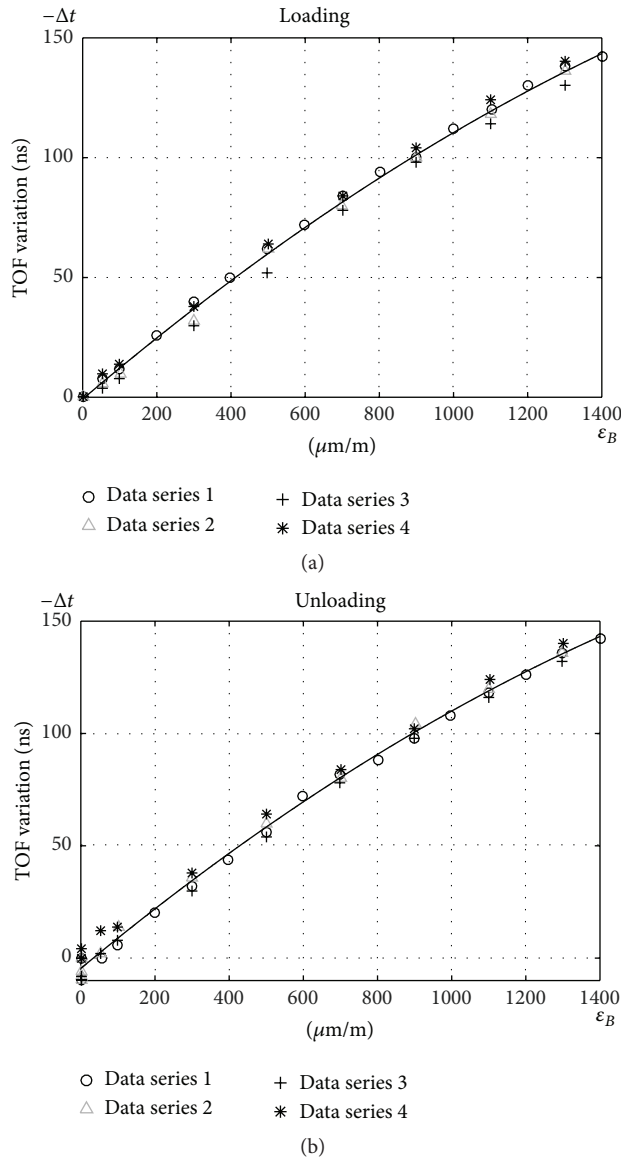 −Δt
Loading
150
100
50
0
TOF variation (ns)
0 200 400 600 800 1000 1200 1400
(μm/m)
ε_B
Data series 1
Data series 3
Data series 2
Data series 4
(a)
−Δt
Unloading
150
100
50
0
TOF variation (ns)
0 200 400 600 800 1000 1200 1400
(μm/m)
ε_B
Data series 1
Data series 3
Data series 2
Data series 4
(b)